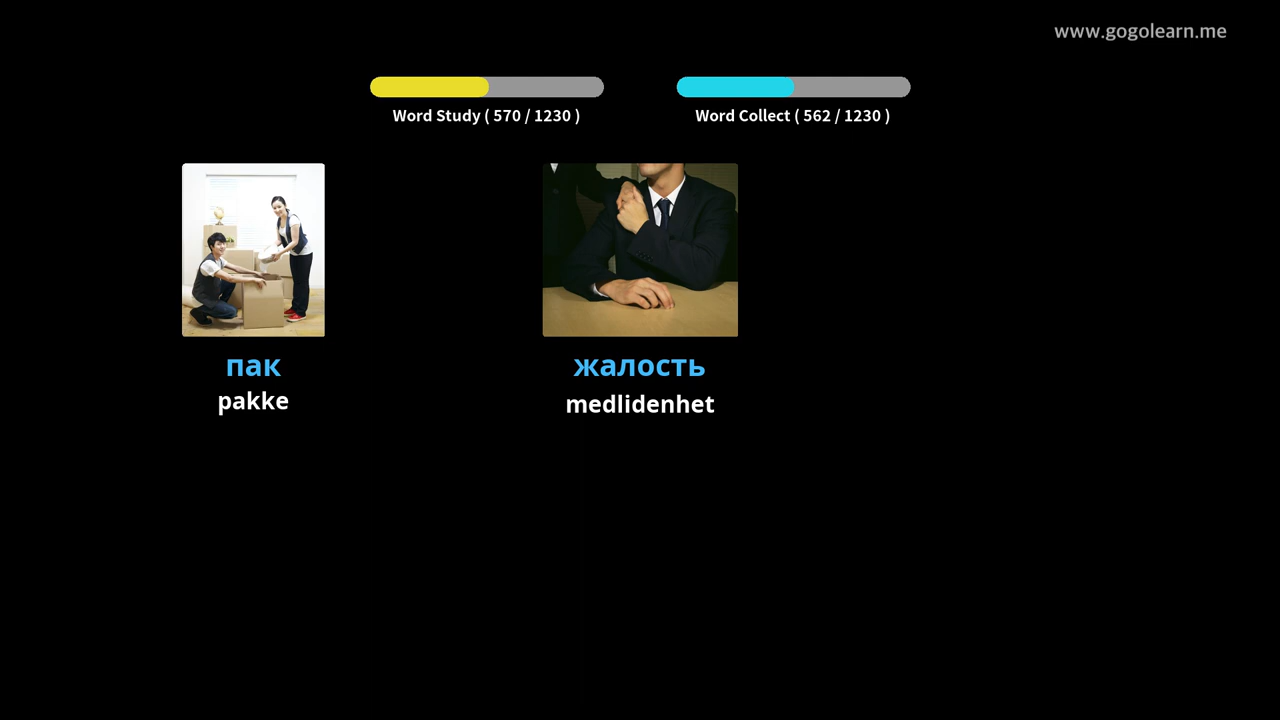 www.gogolearn.me
Word Study ( 570 / 1230 )
Word Collect ( 562 / 1230 )
пак
pakke
жалость
medlidenhet